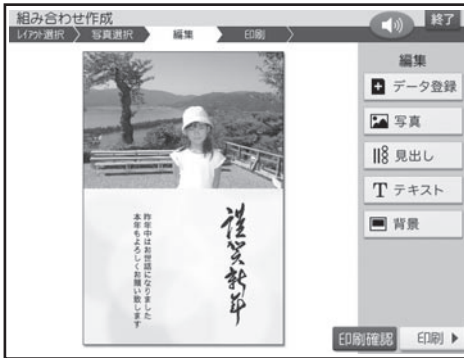 組み合わせ作成
終了
レイアウト選択
写真選択
編集
印刷
編集
データ登録
写真
見出し
テキスト
背景
謹賀新年
昨年中はお世話になりました
本年もよろしくお願い致します
印刷確認
印刷